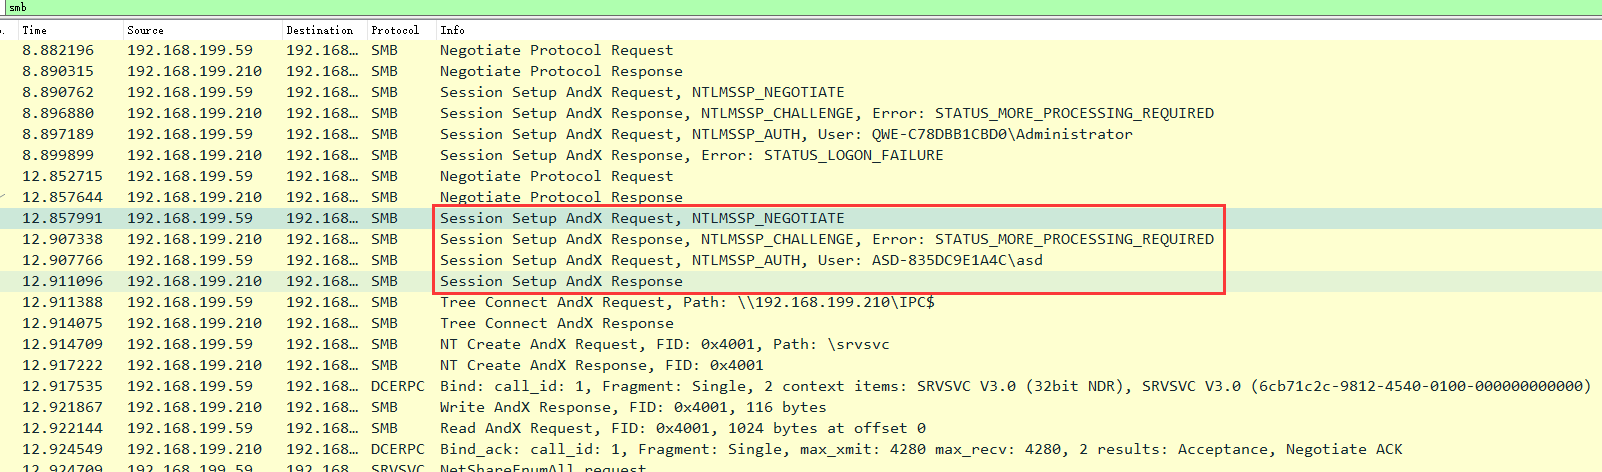 smb
. Time Source Destination Protocol Info
8.882196 192.168.199.59 192.168… SMB Negotiate Protocol Request
8.890315 192.168.199.210 192.168… SMB Negotiate Protocol Response
8.890762 192.168.199.59 192.168… SMB Session Setup AndX Request, NTLMSSP_NEGOTIATE
8.896880 192.168.199.210 192.168… SMB Session Setup AndX Response, NTLMSSP_CHALLENGE, Error: STATUS_MORE_PROCESSING_REQUIRED
8.897189 192.168.199.59 192.168… SMB Session Setup AndX Request, NTLMSSP_AUTH, User: QWE-C78DBB1CBD0\Administrator
8.899899 192.168.199.210 192.168… SMB Session Setup AndX Response, Error: STATUS_LOGON_FAILURE
12.852715 192.168.199.59 192.168… SMB Negotiate Protocol Request
12.857644 192.168.199.210 192.168… SMB Negotiate Protocol Response
12.857991 192.168.199.59 192.168… SMB Session Setup AndX Request, NTLMSSP_NEGOTIATE
12.907338 192.168.199.210 192.168… SMB Session Setup AndX Response, NTLMSSP_CHALLENGE, Error: STATUS_MORE_PROCESSING_REQUIRED
12.907766 192.168.199.59 192.168… SMB Session Setup AndX Request, NTLMSSP_AUTH, User: ASD-835DC9E1A4C\asd
12.911096 192.168.199.210 192.168… SMB Session Setup AndX Response
12.911388 192.168.199.59 192.168… SMB Tree Connect AndX Request, Path: \\192.168.199.210\IPC$
12.914075 192.168.199.210 192.168… SMB Tree Connect AndX Response
12.914709 192.168.199.59 192.168… SMB NT Create AndX Request, FID: 0x4001, Path: \srvsvc
12.917222 192.168.199.210 192.168… SMB NT Create AndX Response, FID: 0x4001
12.917535 192.168.199.59 192.168… DCERPC Bind: call_id: 1, Fragment: Single, 2 context items: SRVSVC V3.0 (32bit NDR), SRVSVC V3.0 (6cb71c2c-9812-4540-0100-000000000000)
12.921867 192.168.199.210 192.168… SMB Write AndX Response, FID: 0x4001, 116 bytes
12.922144 192.168.199.59 192.168… SMB Read AndX Request, FID: 0x4001, 1024 bytes at offset 0
12.924549 192.168.199.210 192.168… DCERPC Bind_ack: call_id: 1, Fragment: Single, max_xmit: 4280 max_recv: 4280, 2 results: Acceptance, Negotiate ACK
12.924709 192.168.199.59 192.168… SRVSVC NetShareEnumAll request